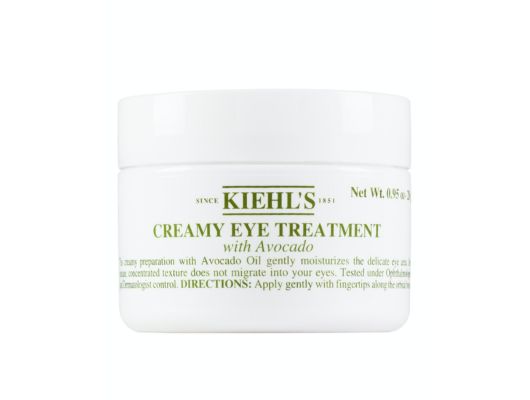 SINCE KIEHL'S 1851
Net Wt. 0.95 oz
CREAMY EYE TREATMENT
with Avocado
creamy preparation with Avocado Oil gently moisturizes the delicate eye
concentrated texture does not migrate into your eyes. Tested under
Dermatologist control. DIRECTIONS: Apply gently with fingertips along the